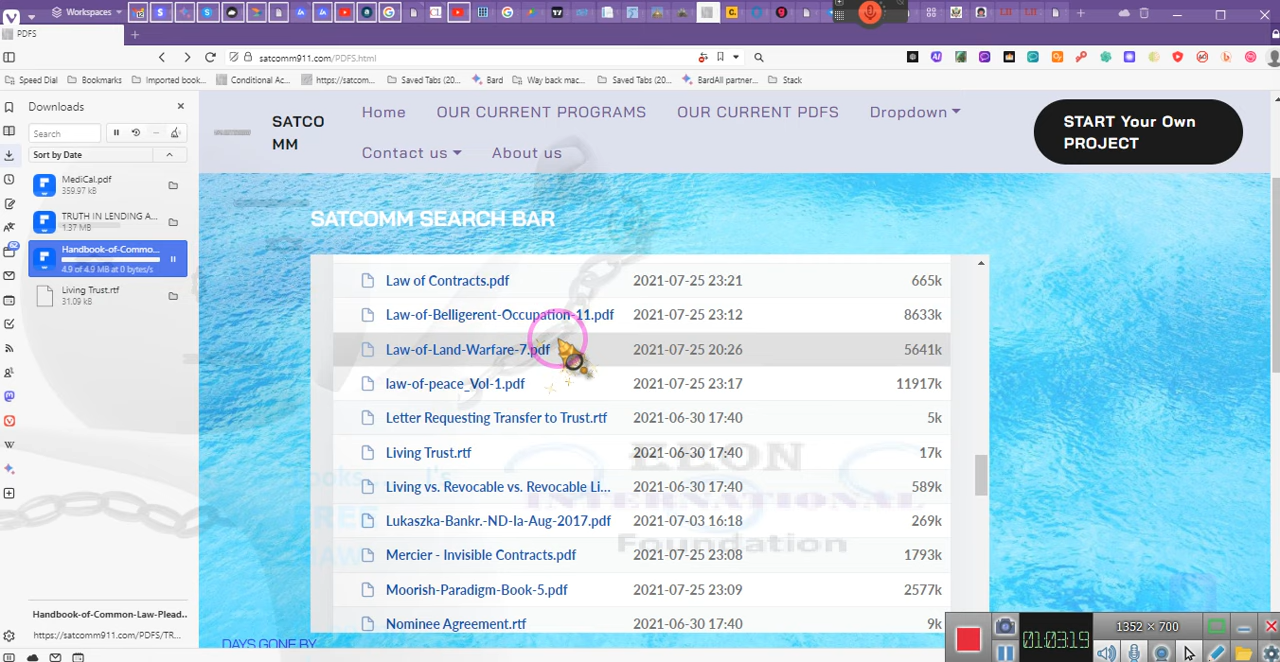 Workspaces
PDFS
satcomm911.com/PDFS.html
Speed Dial
Bookmarks
Imported book...
Conditional Ac...
https://satcom...
Saved Tabs (20...
Bard
Way back mac...
Saved Tabs (20...
BardAll partner...
Stack
Downloads
Search
Sort by Date
MediCal.pdf
359.97 kB
TRUTH IN LENDING A...
1.37 MB
Handbook-of-Commo...
4.9 of 4.9 MB at 0 bytes/s
Living Trust.rtf
31.09 kB
Handbook-of-Common-Law-Plead..
https://satcomm911.com/PDFS/TR...
SATCO
MM
Home
OUR CURRENT PROGRAMS
OUR CURRENT PDFS
Dropdown
Contact us
About us
START Your Own
PROJECT
SATCOMM SEARCH BAR
Law of Contracts.pdf 2021-07-25 23:21 665k
Law-of-Belligerent-Occupation-11.pdf 2021-07-25 23:12 8633k
Law-of-Land-Warfare-7.pdf 2021-07-25 20:26 5641k
law-of-peace_Vol-1.pdf 2021-07-25 23:17 11917k
Letter Requesting Transfer to Trust.rtf 2021-06-30 17:40 5k
Living Trust.rtf 2021-06-30 17:40 17k
Living vs. Revocable vs. Revocable Li... 2021-06-30 17:40 589k
Lukaszka-Bankr.-ND-Ia-Aug-2017.pdf 2021-07-03 16:18 269k
Mercier - Invisible Contracts.pdf 2021-07-25 23:08 1793k
Moorish-Paradigm-Book-5.pdf 2021-07-25 23:09 2577k
Nominee Agreement.rtf 2021-06-30 17:40 9k
INTERNATIONAL
Foundation
DAYS GONE BY
1352 × 700
01:03:19